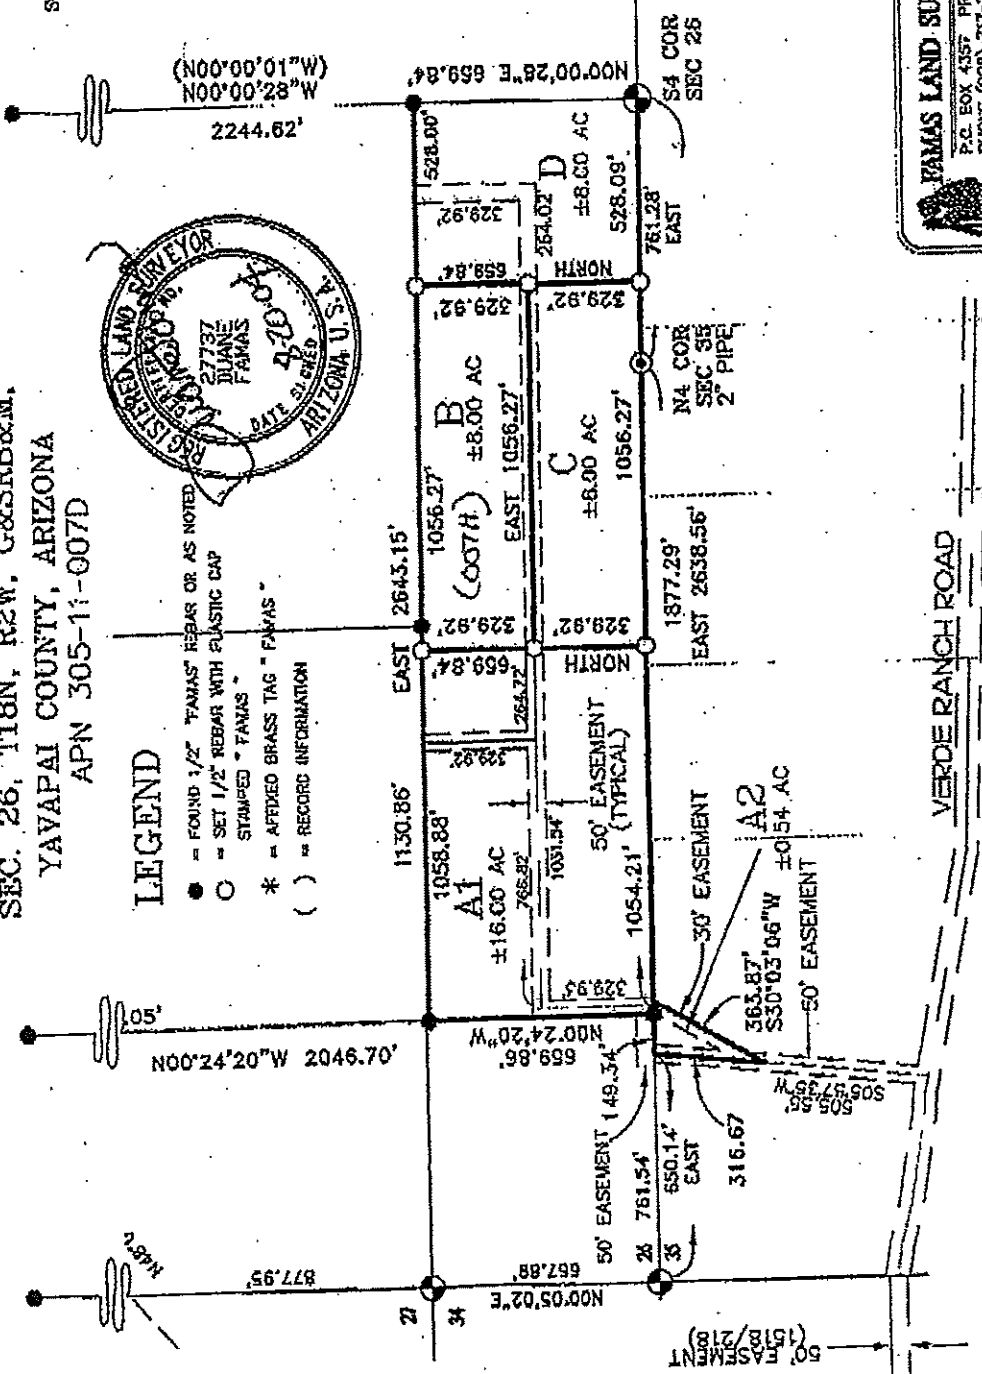 SEC. 26, T18N, R2W, G&SRB&M,
YAVAPAI COUNTY, ARIZONA
APN 305-11-007D
LEGEND
● = FOUND 1/2" "FAMAS" REBAR OR AS NOTED
○ = SET 1/2" REBAR WITH PLASTIC CAP
STAMPED "FAMAS"
* = AFFIXED BRASS TAG "FAMAS"
( ) = RECORD INFORMATION
REGISTERED LAND SURVEYOR
27737
DUANE
FAMAS
DATE SIGNED
ARIZONA U.S.A.
(N00°00'01"W)
N00°00'28"W
2244.62'
N00°00'28"E 659.84'
S4 COR
SEC 26
528.00'
329.92'
264.02'
D
±8.00 AC
528.09'
761.28'
EAST
659.84'
329.92'
NORTH
329.92'
N4 COR
SEC 35
2" PIPE
2643.15'
EAST
1056.27'
B
(007H)
±8.00 AC
EAST 1056.27'
C
±8.00 AC
1056.27'
1877.29'
EAST 2638.56'
329.92'
659.84'
329.92'
NORTH
264.72'
329.92'
1130.86'
1058.88'
A1
±16.00 AC
766.82'
1031.54'
50' EASEMENT
(TYPICAL)
1054.21'
329.93'
05'
N00°24'20"W 2046.70'
N00°24'20"W
659.86'
30' EASEMENT
A2
±0.54 AC
363.87'
S30°03'06"W
50' EASEMENT
50' EASEMENT
149.34'
761.54'
650.14'
EAST
316.67
505.55'
S05°57'35"W
VERDE RANCH ROAD
877.95'
27
34
N00°05'02"E
667.89'
26
35
50' EASEMENT
(1518/218)
FAMAS LAND SU
P.O. BOX 4357 PR